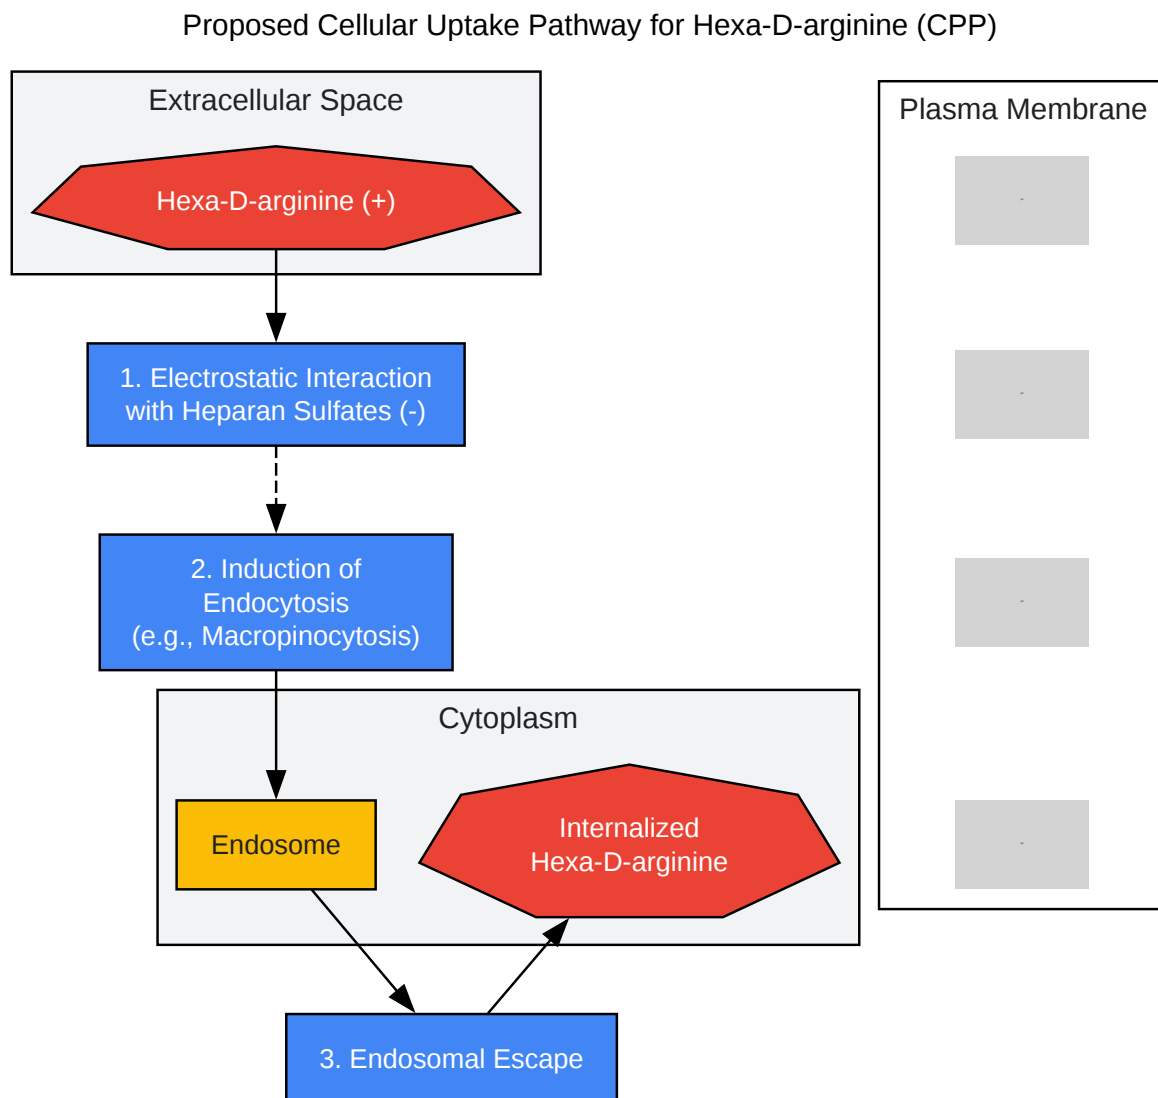 Proposed Cellular Uptake Pathway for Hexa-D-arginine (CPP)
Extracellular Space
Hexa-D-arginine (+)
1. Electrostatic Interaction
with Heparan Sulfates (-)
2. Induction of
Endocytosis
(e.g., Macropinocytosis)
Cytoplasm
Endosome
Internalized
Hexa-D-arginine
3. Endosomal Escape
Plasma Membrane